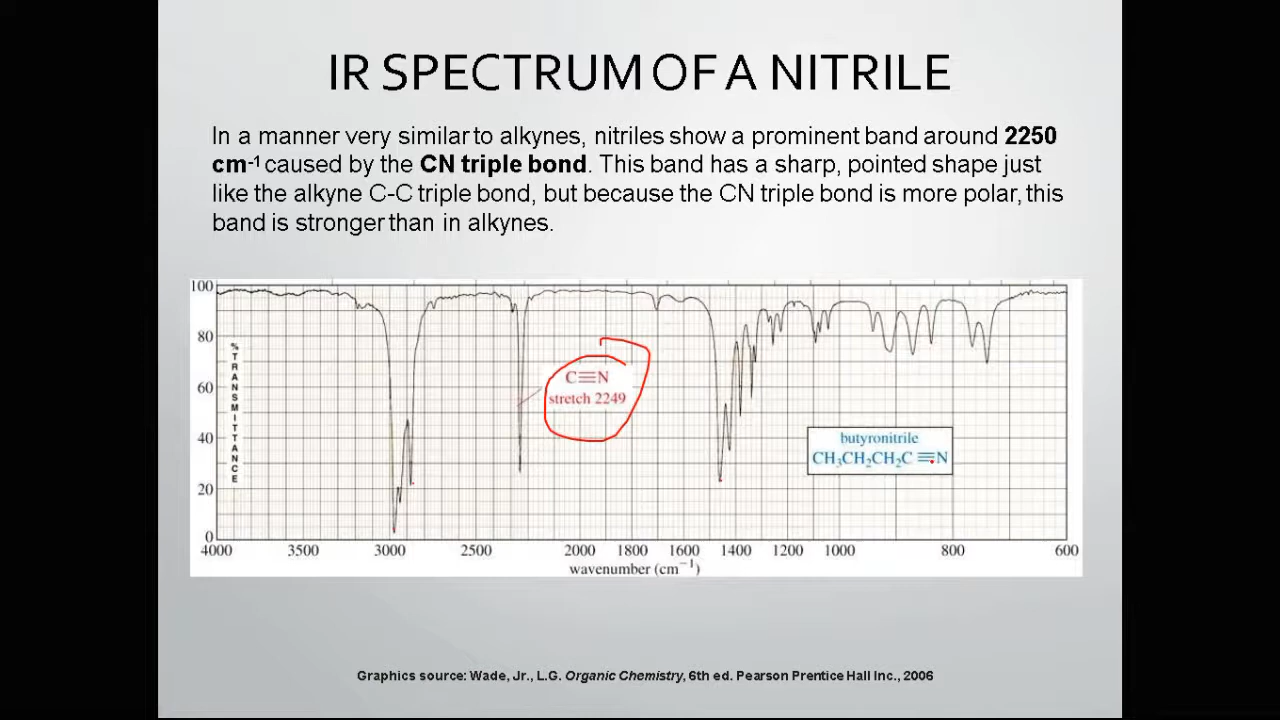 IR SPECTRUM OF A NITRILE
In a manner very similar to alkynes, nitriles show a prominent band around 2250
cm-1 caused by the CN triple bond. This band has a sharp, pointed shape just
like the alkyne C-C triple bond, but because the CN triple bond is more polar, this
band is stronger than in alkynes.
100
80
60
40
20
0
%TRANSMITTANCE
C≡N
stretch 2249
butyronitrile
CH₃CH₂CH₂C≡N
4000 3500 3000 2500 2000 1800 1600 1400 1200 1000 800 600
wavenumber (cm⁻¹)
Graphics source: Wade, Jr., L.G. Organic Chemistry, 6th ed. Pearson Prentice Hall Inc., 2006